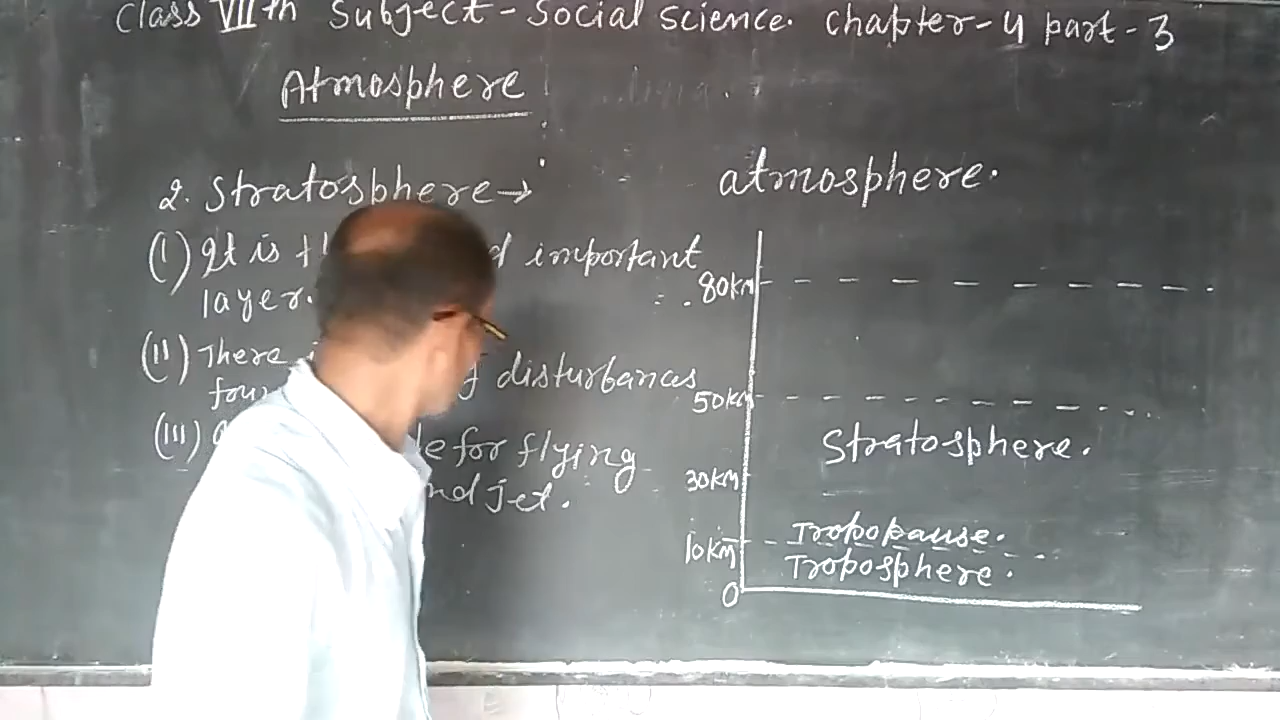 Class VIIth Subject - Social Science. Chapter-4 part-3
Atmosphere
2. Stratosphere→
(I) It is important
layer.
(II) There disturbances
(III) for flying
jet.
atmosphere.
80km
50km
Stratosphere.
30km
Tropopause.
10km
Troposphere.
0